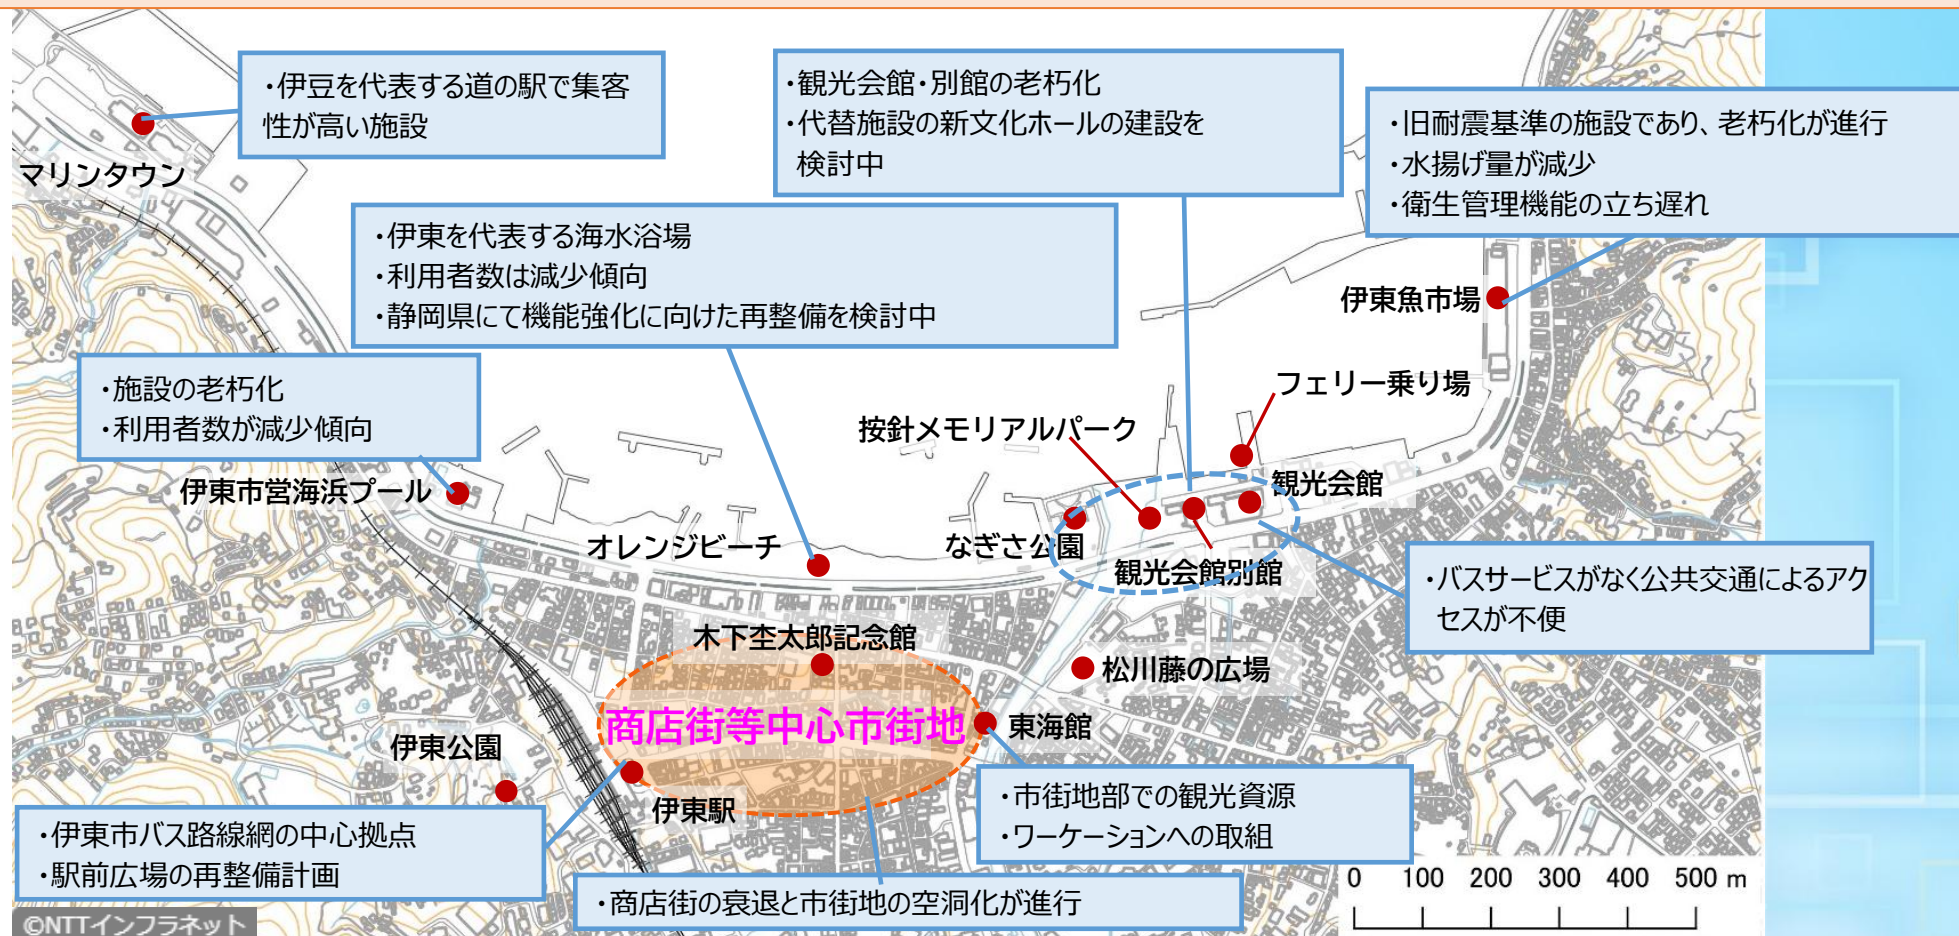 ・伊豆を代表する道の駅で集客
性が高い施設
・観光会館・別館の老朽化
・代替施設の新文化ホールの建設を
検討中
・旧耐震基準の施設であり、老朽化が進行
・水揚げ量が減少
・衛生管理機能の立ち遅れ
マリンタウン
・伊東を代表する海水浴場
・利用者数は減少傾向
・静岡県にて機能強化に向けた再整備を検討中
伊東魚市場
・施設の老朽化
・利用者数が減少傾向
フェリー乗り場
按針メモリアルパーク
伊東市営海浜プール
観光会館
オレンジビーチ
なぎさ公園
観光会館別館
・バスサービスがなく公共交通によるアク
セスが不便
木下杢太郎記念館
松川藤の広場
商店街等中心市街地
東海館
伊東公園
伊東駅
・市街地部での観光資源
・ワーケーションへの取組
・伊東市バス路線網の中心拠点
・駅前広場の再整備計画
・商店街の衰退と市街地の空洞化が進行
0 100 200 300 400 500 m
©NTTインフラネット